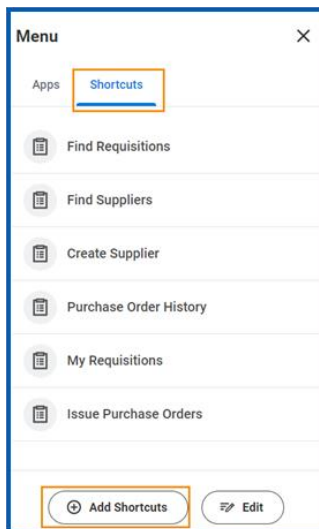 Menu
Apps Shortcuts
Find Requisitions
Find Suppliers
Create Supplier
Purchase Order History
My Requisitions
Issue Purchase Orders
Add Shortcuts Edit